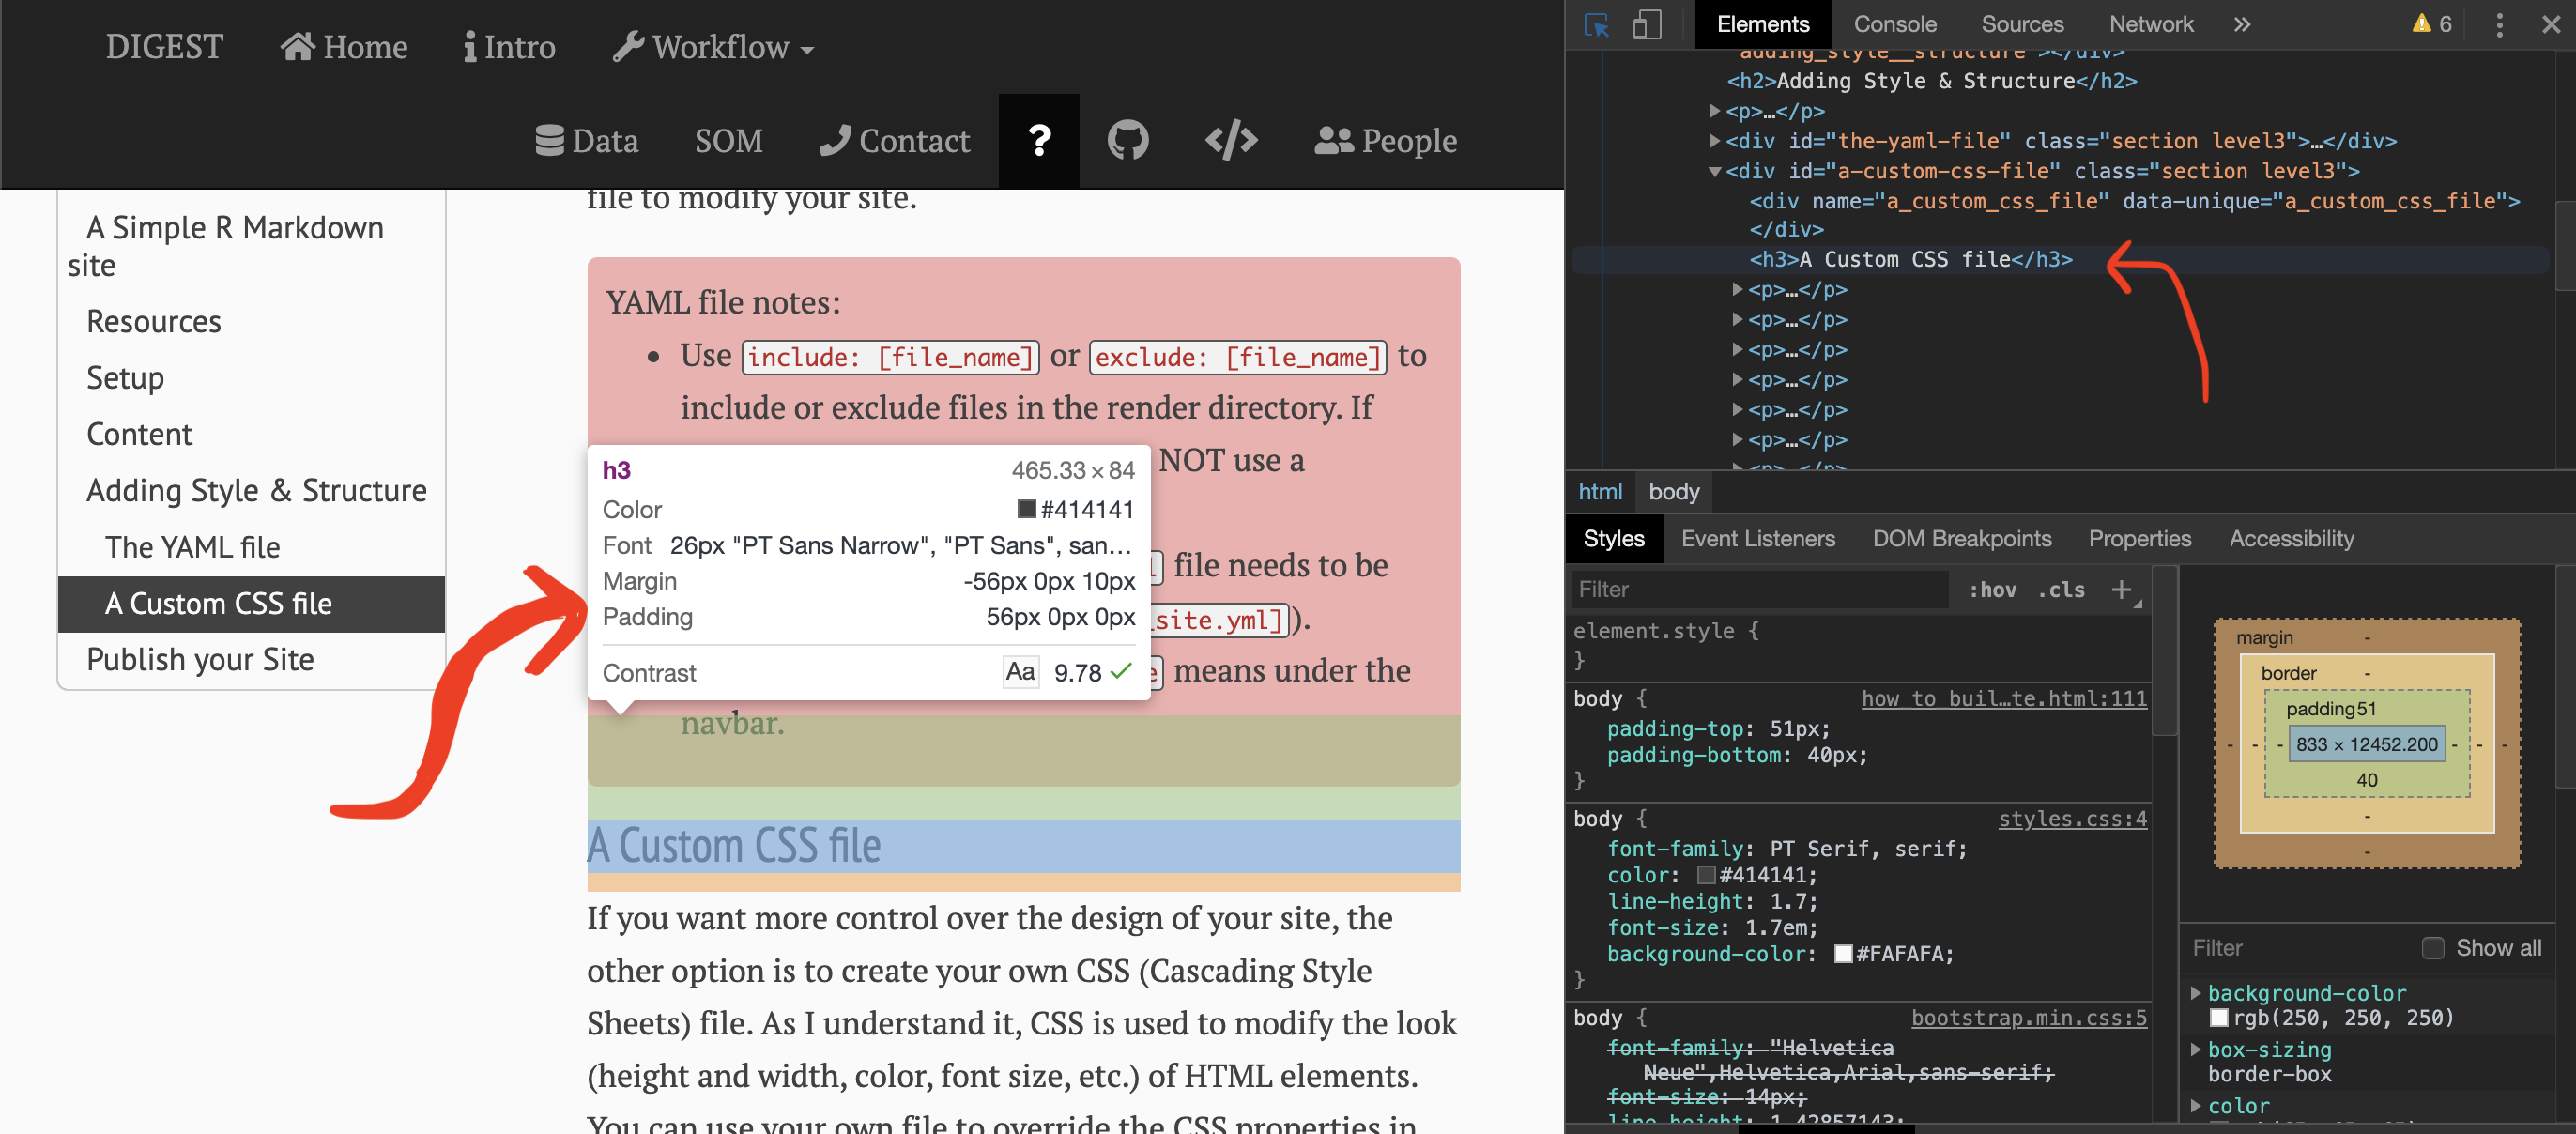 DIGEST Home Intro Workflow
Data SOM Contact ? People
A Simple R Markdown
site
Resources
Setup
Content
Adding Style & Structure
The YAML file
A Custom CSS file
Publish your Site
file to modify your site.
YAML file notes:
• Use include: [file_name] or exclude: [file_name] to
include or exclude files in the render directory. If
NOT use a
file needs to be
_site.yml]).
means under the
navbar.
h3 465.33 × 84
Color #414141
Font 26px "PT Sans Narrow", "PT Sans", san…
Margin -56px 0px 10px
Padding 56px 0px 0px
Contrast Aa 9.78
A Custom CSS file
If you want more control over the design of your site, the
other option is to create your own CSS (Cascading Style
Sheets) file. As I understand it, CSS is used to modify the look
(height and width, color, font size, etc.) of HTML elements.
You can use your own file to override the CSS properties in
Elements Console Sources Network » 6
adding_style__structure"></div>
<h2>Adding Style & Structure</h2>
<p>…</p>
<div id="the-yaml-file" class="section level3">…</div>
<div id="a-custom-css-file" class="section level3">
<div name="a_custom_css_file" data-unique="a_custom_css_file">
</div>
<h3>A Custom CSS file</h3>
<p>…</p>
<p>…</p>
<p>…</p>
<p>…</p>
<p>…</p>
<p>…</p>
<p>…</p>
html body
Styles Event Listeners DOM Breakpoints Properties Accessibility
Filter :hov .cls +
element.style {
}
body { how_to_buil…te.html:111
padding-top: 51px;
padding-bottom: 40px;
}
body { styles.css:4
font-family: PT Serif, serif;
color: #414141;
line-height: 1.7;
font-size: 1.7em;
background-color: #FAFAFA;
}
body { bootstrap.min.css:5
font-family: "Helvetica
Neue",Helvetica,Arial,sans-serif;
font-size: 14px;
line-height: 1.42857143;
margin -
border -
padding 51
- - - 833 × 12452.200 - - -
40
-
-
Filter Show all
background-color
rgb(250, 250, 250)
box-sizing
border-box
color